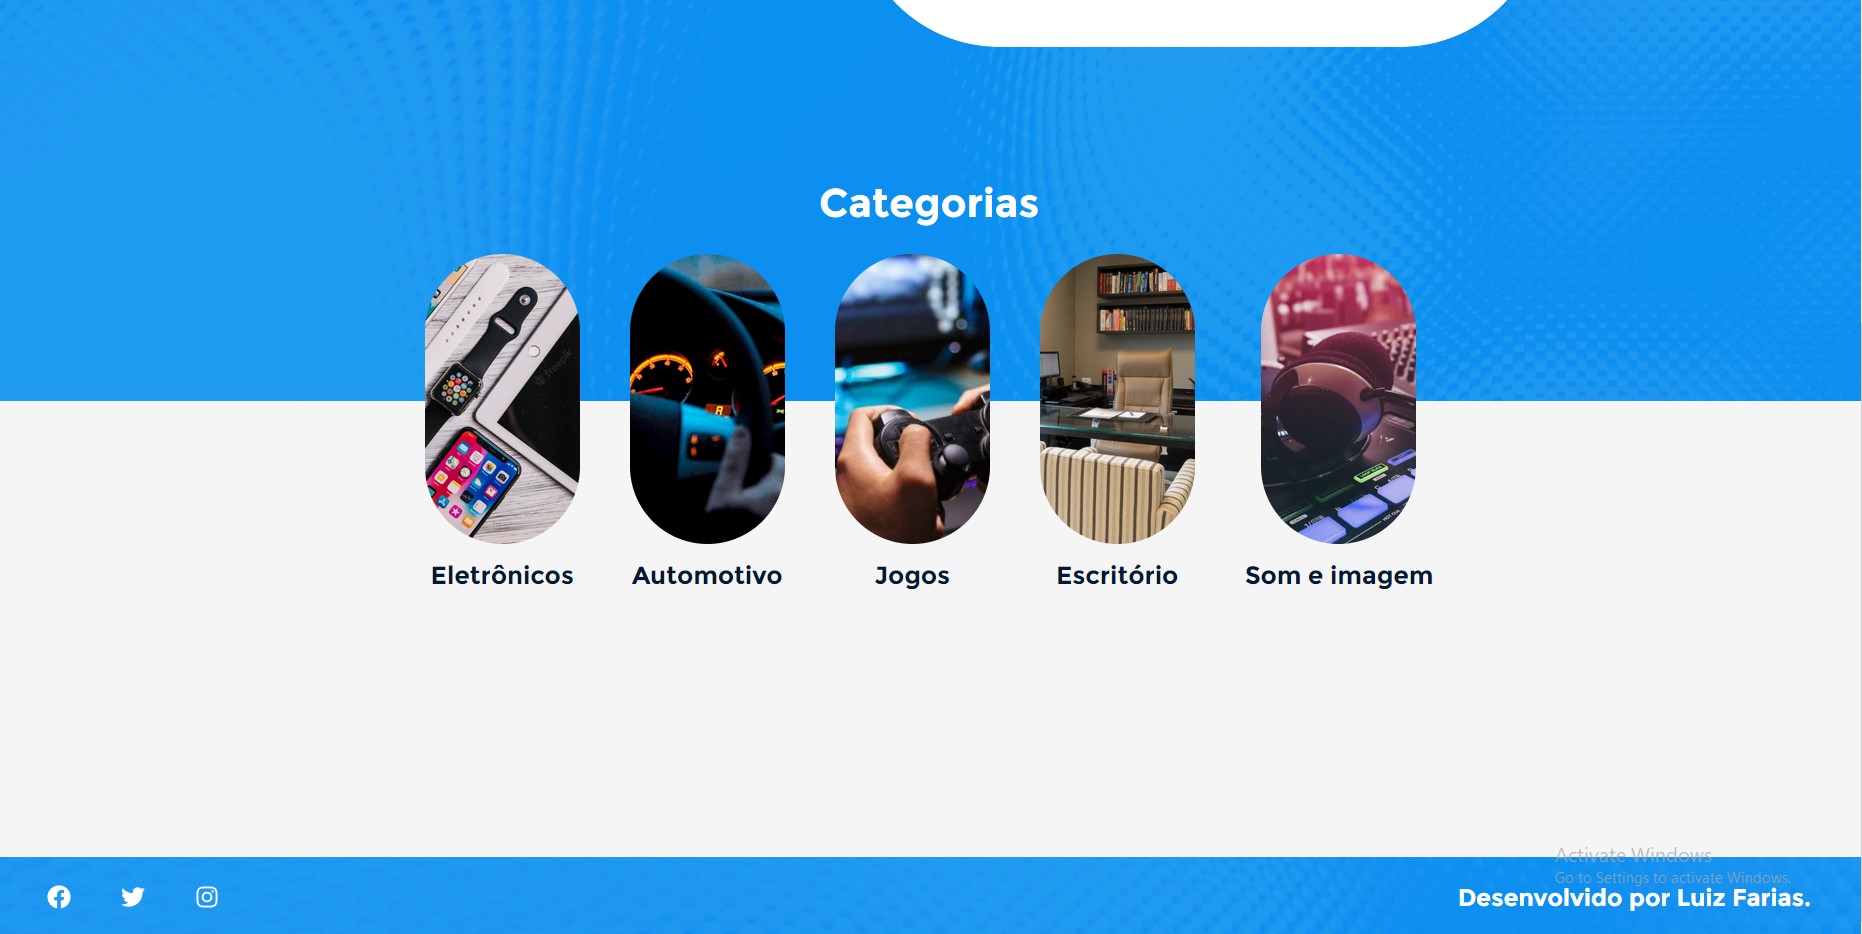 Categorias
Eletrônicos
Automotivo
Jogos
Escritório
Som e imagem
Activate Windows
Go to Settings to activate Windows.
Desenvolvido por Luiz Farias.